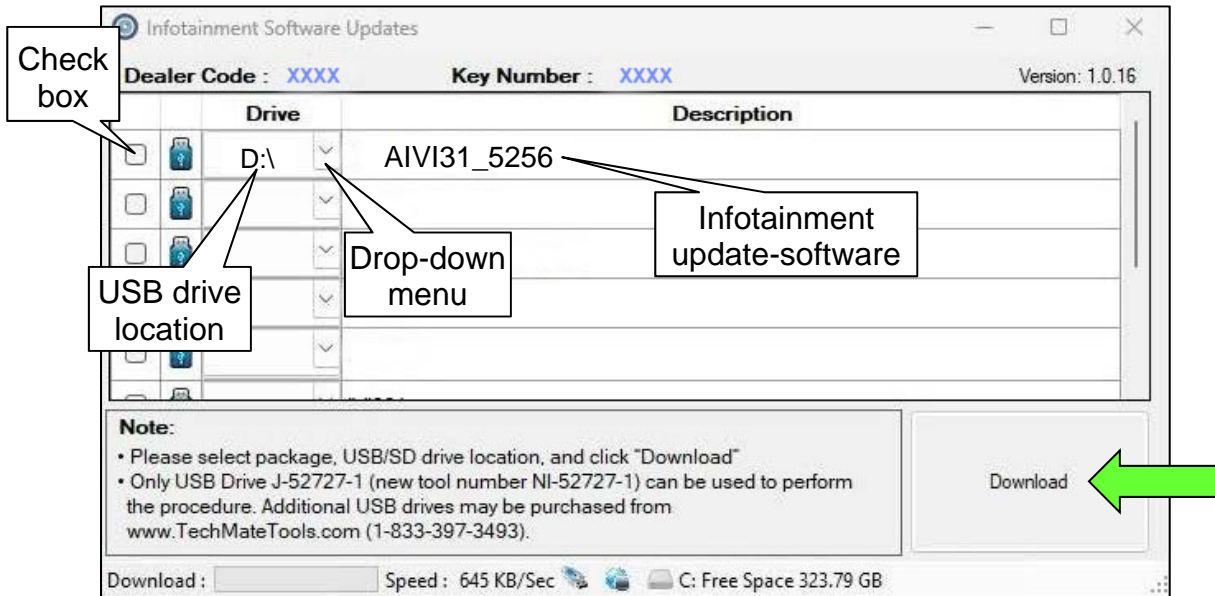 Infotainment Software Updates
Check
box
Dealer Code : XXXX Key Number : XXXX Version: 1.0.16
Drive Description
D:\ AIVI31_5256
Infotainment
update-software
Drop-down
menu
USB drive
location
Note:
• Please select package, USB/SD drive location, and click "Download"
• Only USB Drive J-52727-1 (new tool number NI-52727-1) can be used to perform
the procedure. Additional USB drives may be purchased from
www.TechMateTools.com (1-833-397-3493).
Download
Download : Speed : 645 KB/Sec C: Free Space 323.79 GB